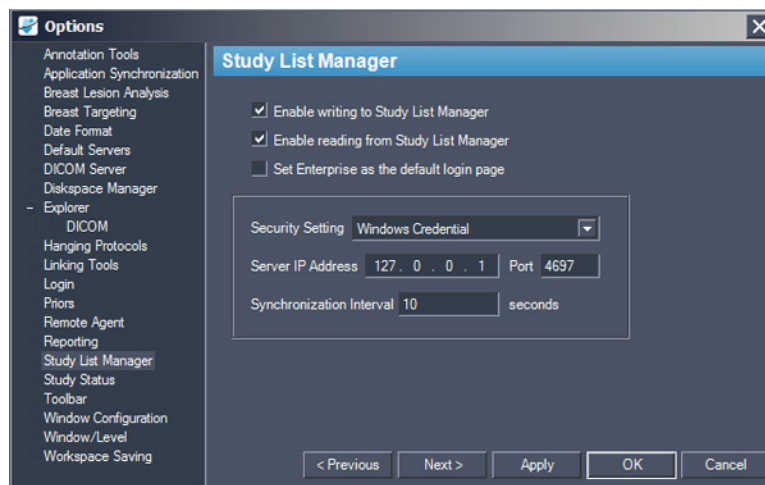 Options
Annotation Tools
Application Synchronization
Breast Lesion Analysis
Breast Targeting
Date Format
Default Servers
DICOM Server
Diskspace Manager
Explorer
DICOM
Hanging Protocols
Linking Tools
Login
Priors
Remote Agent
Reporting
Study List Manager
Study Status
Toolbar
Window Configuration
Window/Level
Workspace Saving
Study List Manager
Enable writing to Study List Manager
Enable reading from Study List Manager
Set Enterprise as the default login page
Security Setting Windows Credential
Server IP Address 127 . 0 . 0 . 1 Port 4697
Synchronization Interval 10 seconds
< Previous Next > Apply OK Cancel